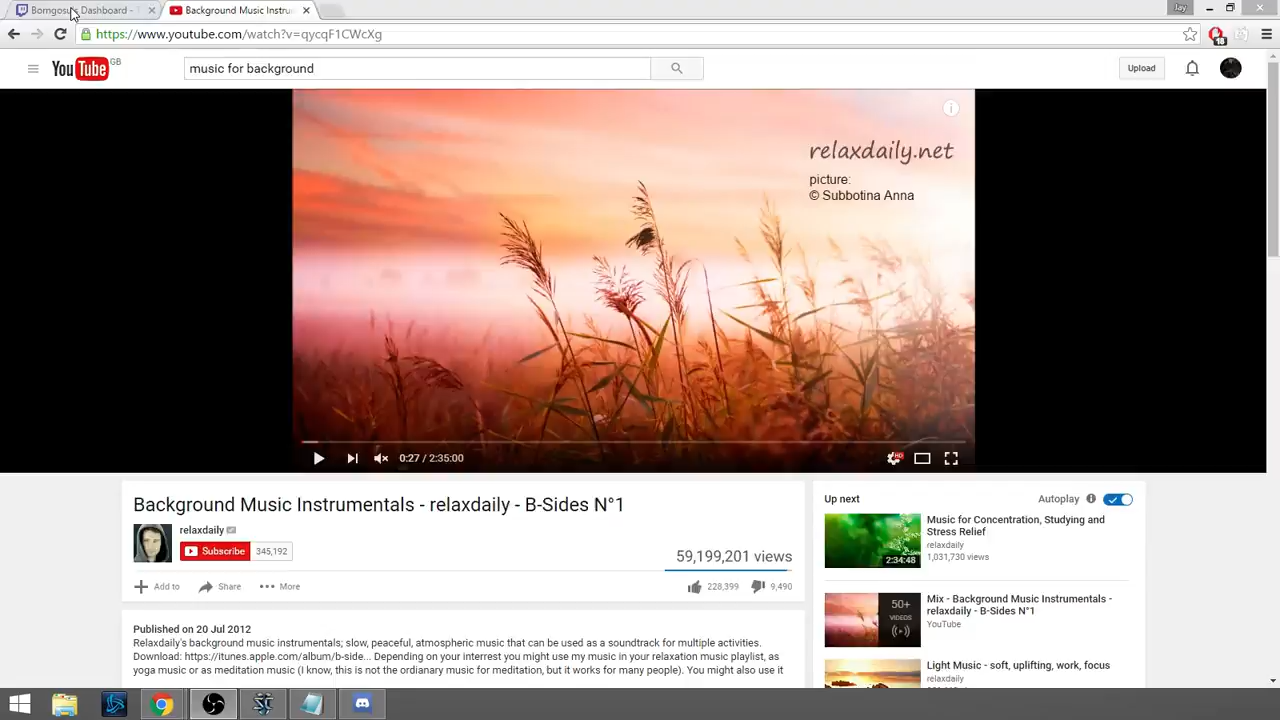 Borngosu's Dashboard -
Background Music Instrum
Jay
https://www.youtube.com/watch?v=qycqF1CWcXg
18
YouTube GB
music for background
Upload
relaxdaily.net
picture:
© Subbotina Anna
0:27 / 2:35:00
HD
Background Music Instrumentals - relaxdaily - B-Sides N°1
relaxdaily
Subscribe 345,192
59,199,201 views
Add to Share More
228,399 9,490
Published on 20 Jul 2012
Relaxdaily's background music instrumentals; slow, peaceful, atmospheric music that can be used as a soundtrack for multiple activities.
Download: https://itunes.apple.com/album/b-side... Depending on your interrest you might use my music in your relaxation music playlist, as
yoga music or as meditation music (I know, this is not the ordianary music for meditation, but it works for many people). You might also use it
Up next
Autoplay
Music for Concentration, Studying and
Stress Relief
relaxdaily
1,031,730 views
2:34:48
Mix - Background Music Instrumentals -
relaxdaily - B-Sides N°1
YouTube
50+
VIDEOS
Light Music - soft, uplifting, work, focus
relaxdaily